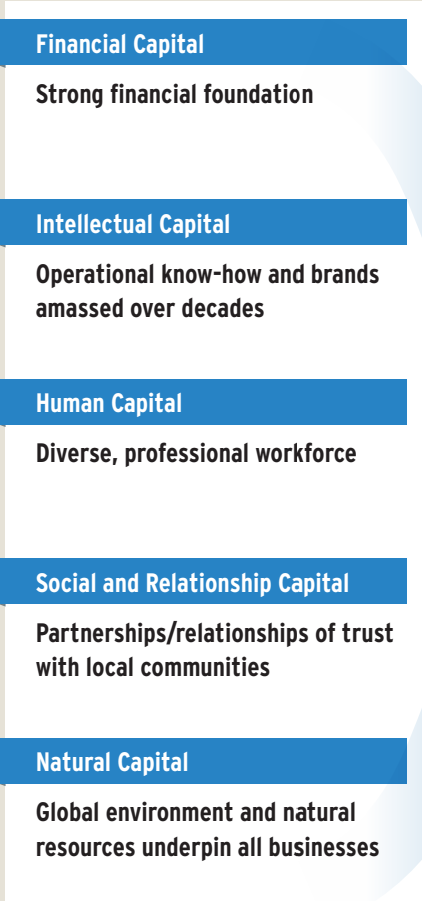 Financial Capital
Strong financial foundation
Intellectual Capital
Operational know-how and brands
amassed over decades
Human Capital
Diverse, professional workforce
Social and Relationship Capital
Partnerships/relationships of trust
with local communities
Natural Capital
Global environment and natural
resources underpin all businesses